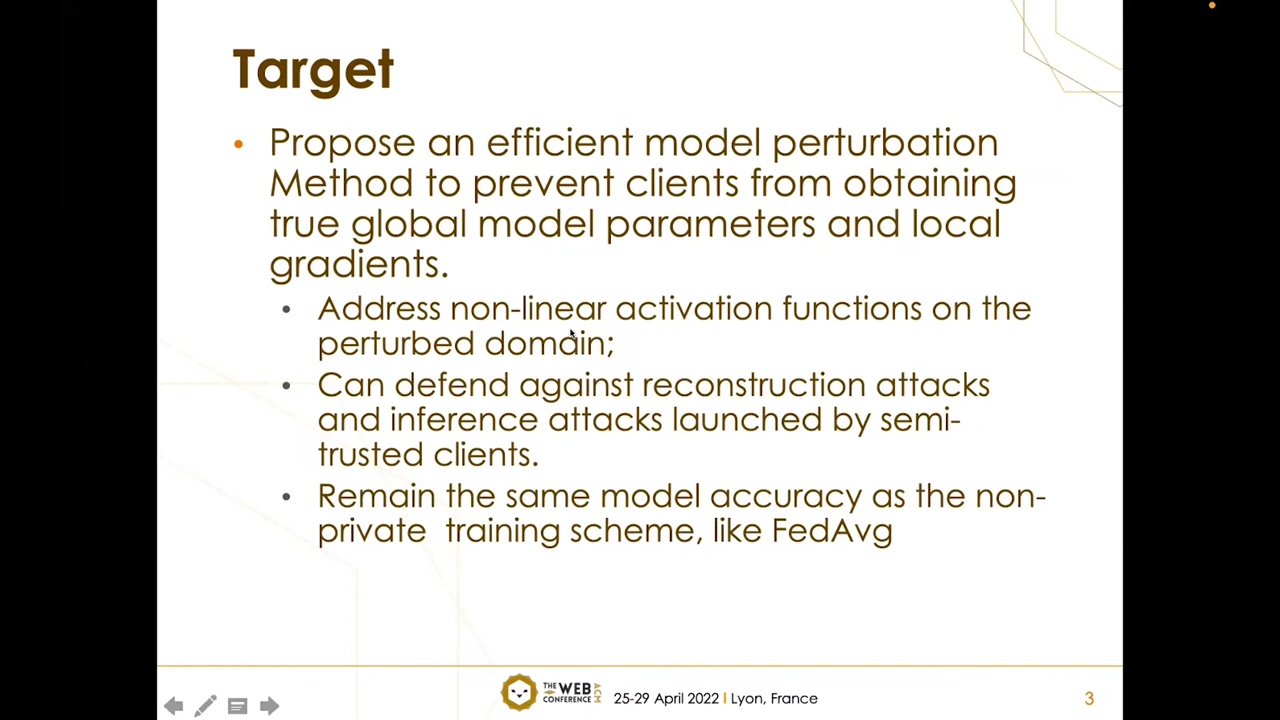 Target
• Propose an efficient model perturbation
Method to prevent clients from obtaining
true global model parameters and local
gradients.
• Address non-linear activation functions on the
perturbed domain;
• Can defend against reconstruction attacks
and inference attacks launched by semi-
trusted clients.
• Remain the same model accuracy as the non-
private  training scheme, like FedAvg
THE WEB CONFERENCE ACM
25-29 April 2022 I Lyon, France
3